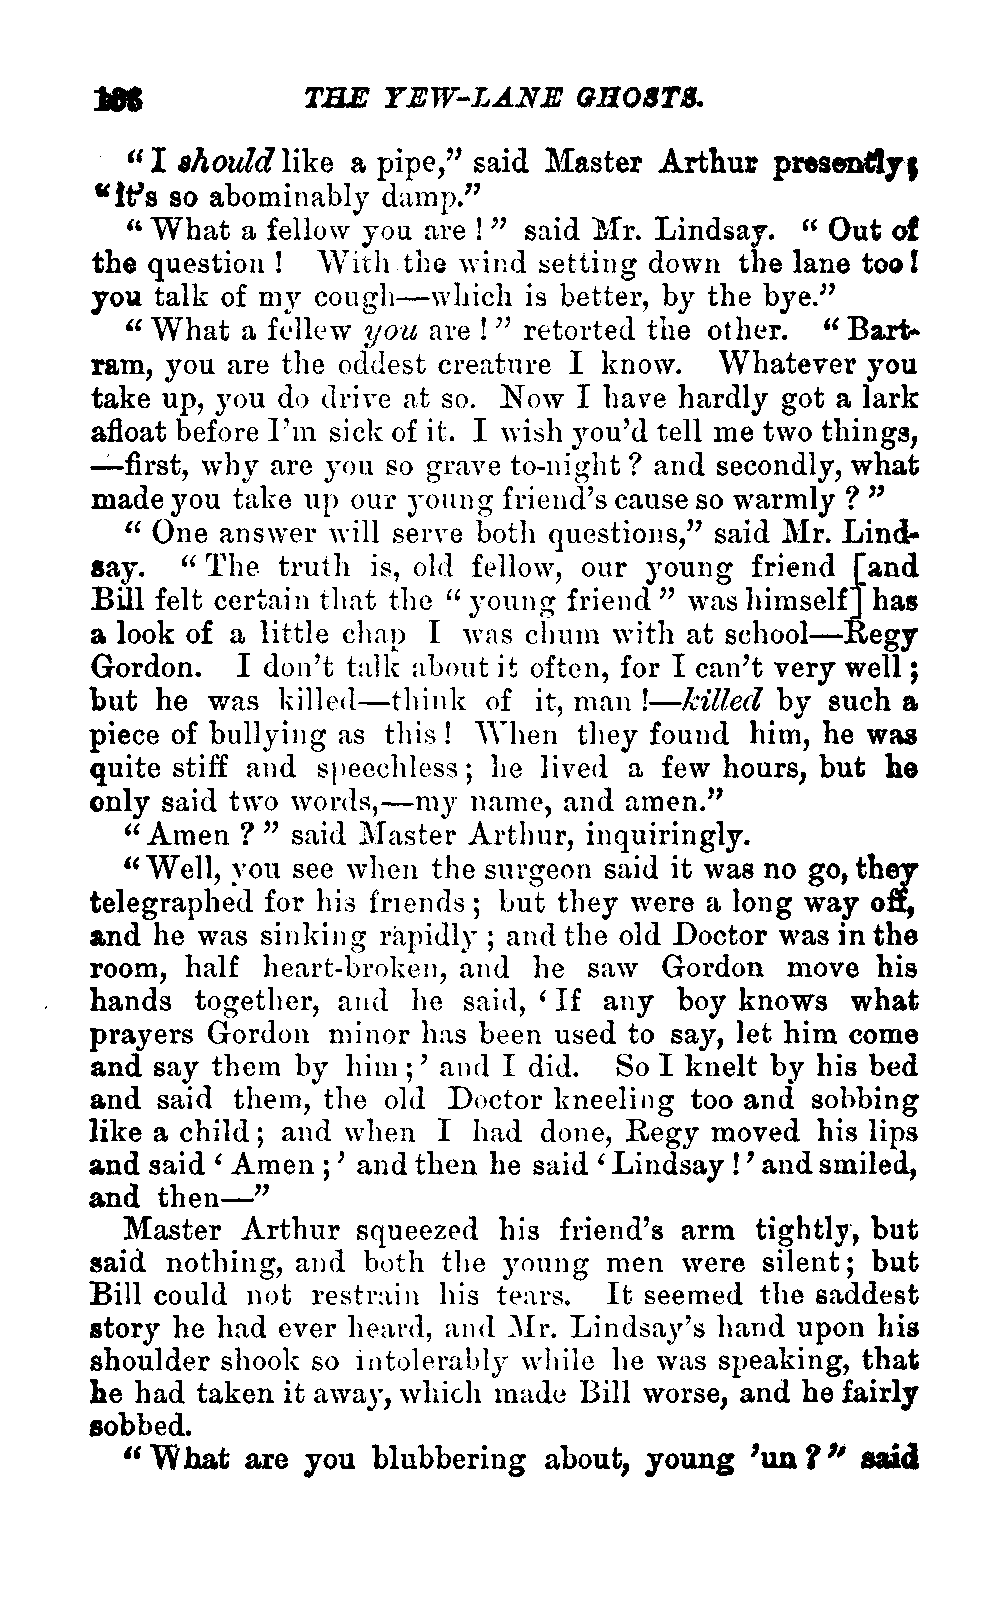 THE YEW-LANE GHOSTS.
“I should like a pipe,” said Master Arthur presently;
“It’s so abominably damp.”
“What a fellow you are!” said Mr. Lindsay. “Out of
the question! With the wind setting down the lane too!
you talk of my cough—which is better, by the bye.”
“What a fellew you are!” retorted the other. “Bart-
ram, you are the oddest creature I know. Whatever you
take up, you do drive at so. Now I have hardly got a lark
afloat before I’m sick of it. I wish you’d tell me two things,
—first, why are you so grave to-night? and secondly, what
made you take up our young friend’s cause so warmly?”
“One answer will serve both questions,” said Mr. Lind-
say. “The truth is, old fellow, our young friend [and
Bill felt certain that the “young friend” was himself] has
a look of a little chap I was chum with at school—Regy
Gordon. I don’t talk about it often, for I can’t very well;
but he was killed—think of it, man!—killed by such a
piece of bullying as this! When they found him, he was
quite stiff and speechless; he lived a few hours, but he
only said two words,—my name, and amen.”
“Amen?” said Master Arthur, inquiringly.
“Well, you see when the surgeon said it was no go, they
telegraphed for his friends; but they were a long way off,
and he was sinking rapidly; and the old Doctor was in the
room, half heart-broken, and he saw Gordon move his
hands together, and he said, ‘If any boy knows what
prayers Gordon minor has been used to say, let him come
and say them by him;’ and I did. So I knelt by his bed
and said them, the old Doctor kneeling too and sobbing
like a child; and when I had done, Regy moved his lips
and said ‘Amen;’ and then he said ‘Lindsay!’ and smiled,
and then—”
Master Arthur squeezed his friend’s arm tightly, but
said nothing, and both the young men were silent; but
Bill could not restrain his tears. It seemed the saddest
story he had ever heard, and Mr. Lindsay’s hand upon his
shoulder shook so intolerably while he was speaking, that
he had taken it away, which made Bill worse, and he fairly
sobbed.
“What are you blubbering about, young ’un?” said